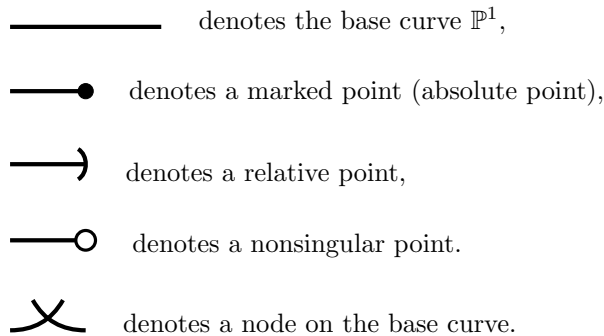 denotes the base curve ℙ¹,
denotes a marked point (absolute point),
denotes a relative point,
denotes a nonsingular point.
denotes a node on the base curve.